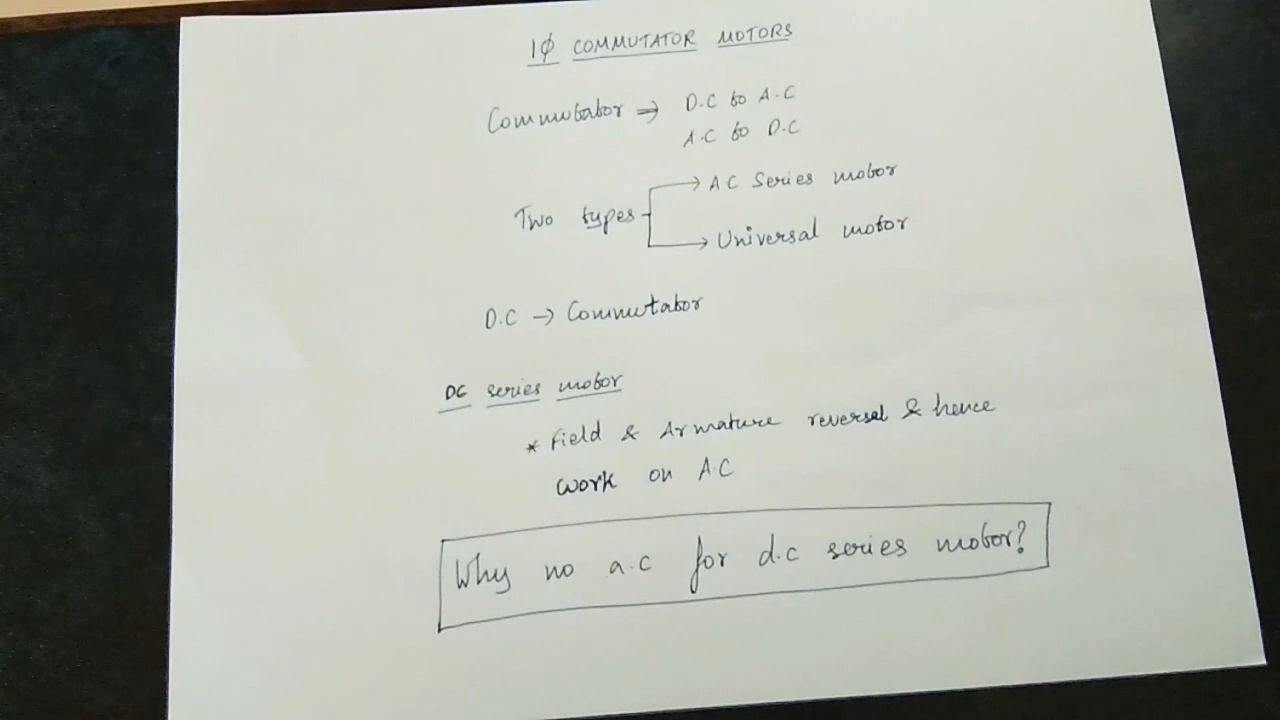 1φ COMMUTATOR MOTORS
Commutator ⇒ D.C to A.C
A.C to D.C
Two types → AC Series motor
→ Universal motor
D.C → Commutator
DC series motor
* Field & Armature reversal & hence
work on A.C
Why no a.c for d.c series motor?